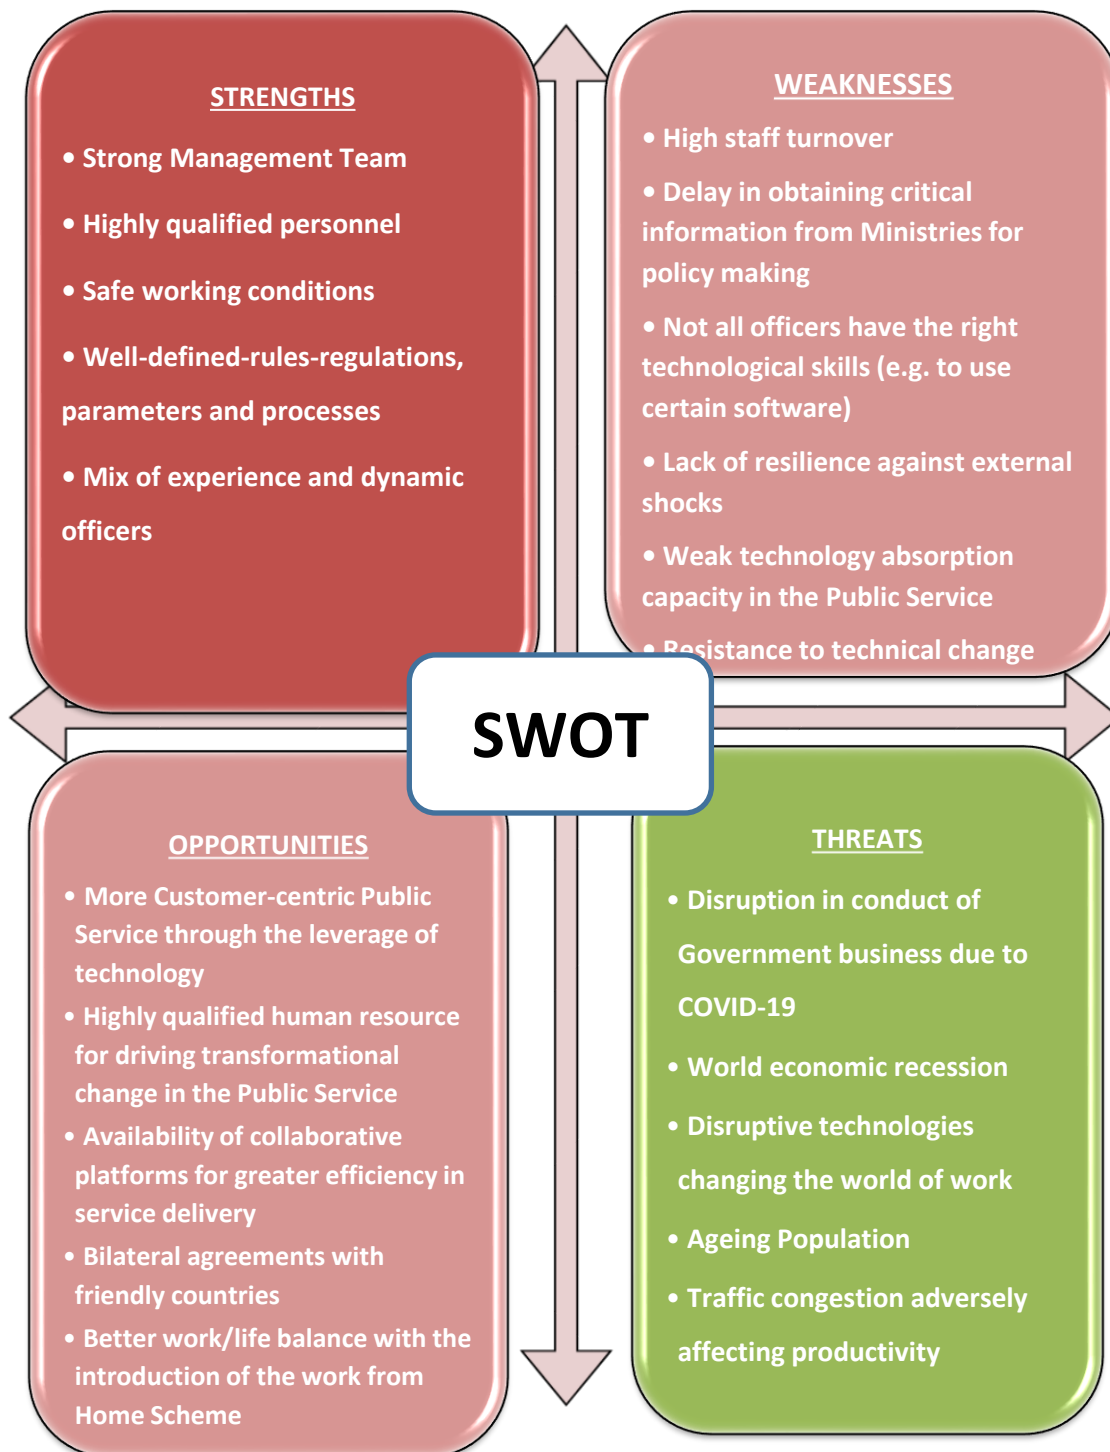 STRENGTHS
• Strong Management Team
• Highly qualified personnel
• Safe working conditions
• Well-defined-rules-regulations,
parameters and processes
• Mix of experience and dynamic
officers
WEAKNESSES
• High staff turnover
• Delay in obtaining critical
information from Ministries for
policy making
• Not all officers have the right
technological skills (e.g. to use
certain software)
• Lack of resilience against external
shocks
• Weak technology absorption
capacity in the Public Service
• Resistance to technical change
SWOT
OPPORTUNITIES
• More Customer-centric Public
Service through the leverage of
technology
• Highly qualified human resource
for driving transformational
change in the Public Service
• Availability of collaborative
platforms for greater efficiency in
service delivery
• Bilateral agreements with
friendly countries
• Better work/life balance with the
introduction of the work from
Home Scheme
THREATS
• Disruption in conduct of
Government business due to
COVID-19
• World economic recession
• Disruptive technologies
changing the world of work
• Ageing Population
• Traffic congestion adversely
affecting productivity